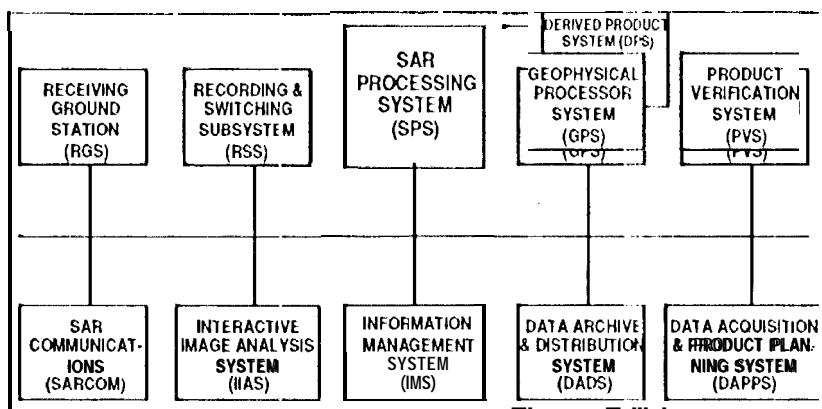 DERIVED PRODUCT
SYSTEM (DPS)
RECEIVING
GROUND
STATION
(RGS)
RECORDING &
SWITCHING
SUBSYSTEM
(RSS)
SAR
PROCESSING
SYSTEM
(SPS)
GEOPHYSICAL
PROCESSOR
SYSTEM
(GPS)
(GPS)
PRODUCT
VERIFICATION
SYSTEM
(PVS)
(PVS)
SAR
COMMUNICAT-
IONS
(SARCOM)
INTERACTIVE
IMAGE ANALYSIS
SYSTEM
(IIAS)
INFORMATION
MANAGEMENT
SYSTEM
(IMS)
DATA ARCHIVE
& DISTRIBUTION
SYSTEM
(DADS)
DATA ACQUISITION
& PRODUCT PLAN-
NING SYSTEM
(DAPPS)